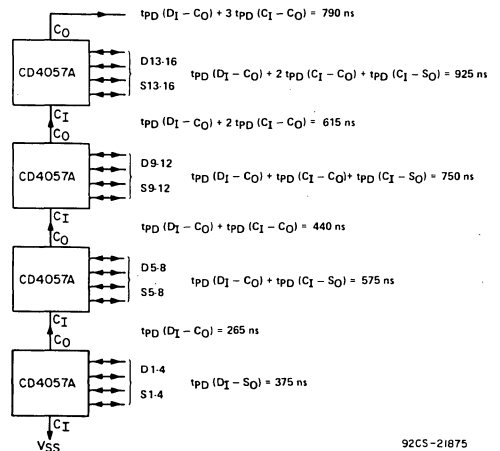 tPD (DI – CO) + 3 tPD (CI – CO) = 790 ns
CO
CD4057A
D13-16
S13-16
tPD (DI – CO) + 2 tPD (CI – CO) + tPD (CI – SO) = 925 ns
CI
CO
tPD (DI – CO) + 2 tPD (CI – CO) = 615 ns
CD4057A
D9-12
S9-12
tPD (DI – CO) + tPD (CI – CO) + tPD (CI – SO) = 750 ns
CI
CO
tPD (DI – CO) + tPD (CI – CO) = 440 ns
CD4057A
D5-8
S5-8
tPD (DI – CO) + tPD (CI – SO) = 575 ns
CI
CO
tPD (DI – CO) = 265 ns
CD4057A
D1-4
S1-4
tPD (DI – SO) = 375 ns
CI
VSS
92CS-21875